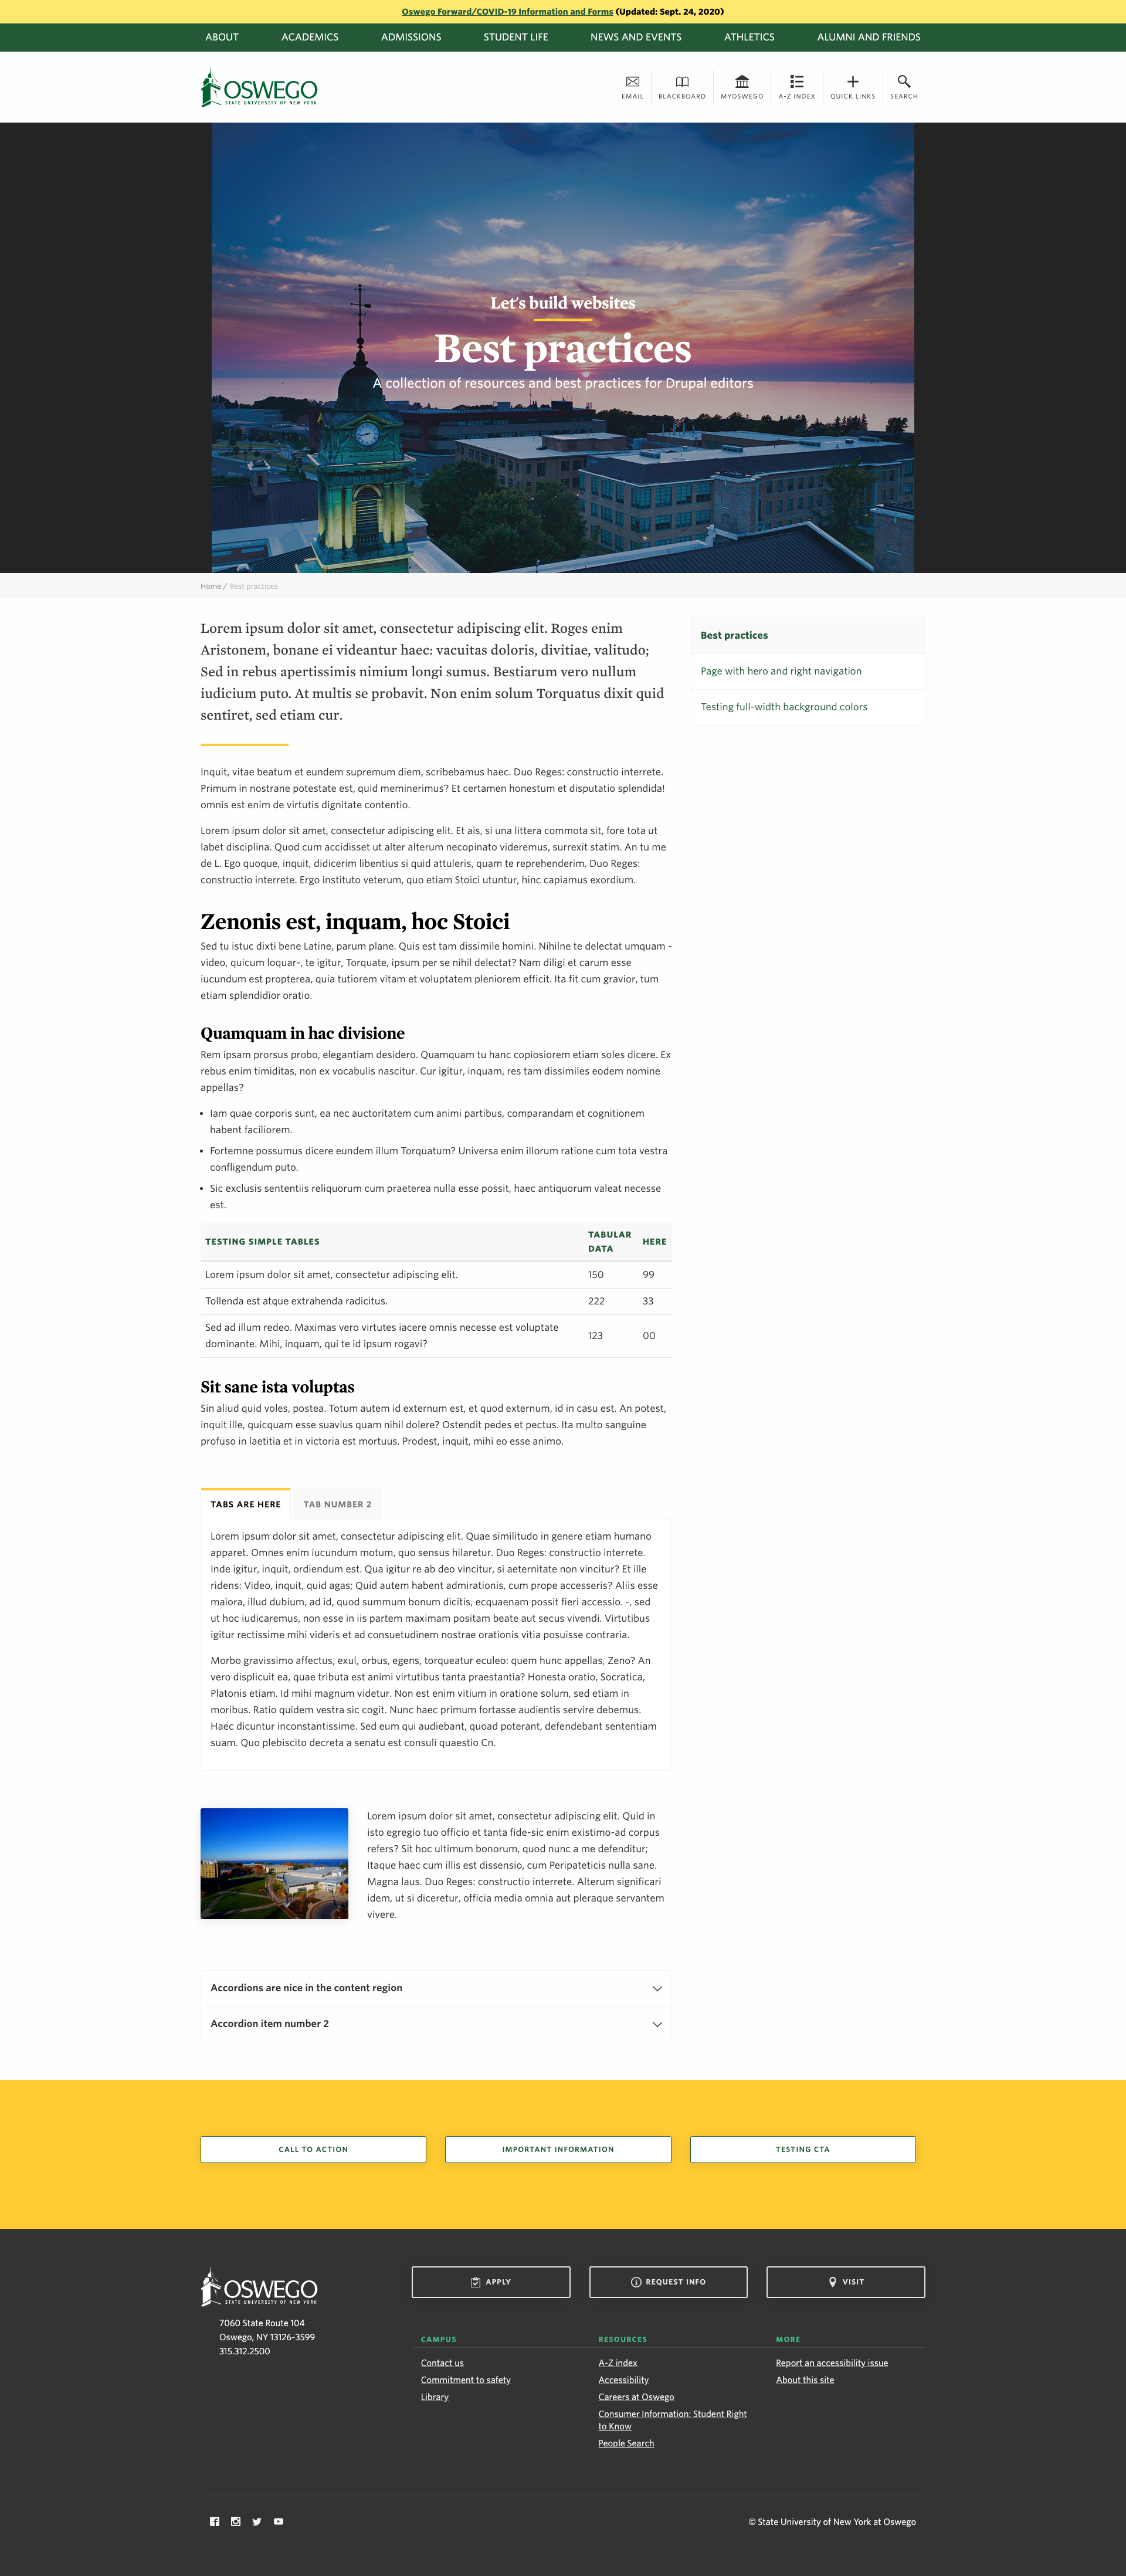 Oswego Forward/COVID-19 Information and Forms (Updated: Sept. 24, 2020)
ABOUT ACADEMICS ADMISSIONS STUDENT LIFE NEWS AND EVENTS ATHLETICS ALUMNI AND FRIENDS
OSWEGO
STATE UNIVERSITY OF NEW YORK
EMAIL BLACKBOARD MYOSWEGO A-Z INDEX QUICK LINKS SEARCH
Let's build websites
Best practices
A collection of resources and best practices for Drupal editors
Home / Best practices
Lorem ipsum dolor sit amet, consectetur adipiscing elit. Roges enim
Aristonem, bonane ei videantur haec: vacuitas doloris, divitiae, valitudo;
Sed in rebus apertissimis nimium longi sumus. Bestiarum vero nullum
iudicium puto. At multis se probavit. Non enim solum Torquatus dixit quid
sentiret, sed etiam cur.
Best practices
Page with hero and right navigation
Testing full-width background colors
Inquit, vitae beatum et eundem supremum diem, scribebamus haec. Duo Reges: constructio interrete.
Primum in nostrane potestate est, quid meminerimus? Et certamen honestum et disputatio splendida!
omnis est enim de virtutis dignitate contentio.
Lorem ipsum dolor sit amet, consectetur adipiscing elit. Et ais, si una littera commota sit, fore tota ut
labet disciplina. Quod cum accidisset ut alter alterum necopinato videremus, surrexit statim. An tu me
de L. Ego quoque, inquit, didicerim libentius si quid attuleris, quam te reprehenderim. Duo Reges:
constructio interrete. Ergo instituto veterum, quo etiam Stoici utuntur, hinc capiamus exordium.
Zenonis est, inquam, hoc Stoici
Sed tu istuc dixti bene Latine, parum plane. Quis est tam dissimile homini. Nihilne te delectat umquam -
video, quicum loquar-, te igitur, Torquate, ipsum per se nihil delectat? Nam diligi et carum esse
iucundum est propterea, quia tutiorem vitam et voluptatem pleniorem efficit. Ita fit cum gravior, tum
etiam splendidior oratio.
Quamquam in hac divisione
Rem ipsam prorsus probo, elegantiam desidero. Quamquam tu hanc copiosiorem etiam soles dicere. Ex
rebus enim timiditas, non ex vocabulis nascitur. Cur igitur, inquam, res tam dissimiles eodem nomine
appellas?
• Iam quae corporis sunt, ea nec auctoritatem cum animi partibus, comparandam et cognitionem
habent faciliorem.
• Fortemne possumus dicere eundem illum Torquatum? Universa enim illorum ratione cum tota vestra
confligendum puto.
• Sic exclusis sententiis reliquorum cum praeterea nulla esse possit, haec antiquorum valeat necesse
est.
TESTING SIMPLE TABLES TABULAR DATA HERE
Lorem ipsum dolor sit amet, consectetur adipiscing elit. 150 99
Tollenda est atque extrahenda radicitus. 222 33
Sed ad illum redeo. Maximas vero virtutes iacere omnis necesse est voluptate
dominante. Mihi, inquam, qui te id ipsum rogavi? 123 00
Sit sane ista voluptas
Sin aliud quid voles, postea. Totum autem id externum est, et quod externum, id in casu est. An potest,
inquit ille, quicquam esse suavius quam nihil dolere? Ostendit pedes et pectus. Ita multo sanguine
profuso in laetitia et in victoria est mortuus. Prodest, inquit, mihi eo esse animo.
TABS ARE HERE TAB NUMBER 2
Lorem ipsum dolor sit amet, consectetur adipiscing elit. Quae similitudo in genere etiam humano
apparet. Omnes enim iucundum motum, quo sensus hilaretur. Duo Reges: constructio interrete.
Inde igitur, inquit, ordiendum est. Qua igitur re ab deo vincitur, si aeternitate non vincitur? Et ille
ridens: Video, inquit, quid agas; Quid autem habent admirationis, cum prope accesseris? Aliis esse
maiora, illud dubium, ad id, quod summum bonum dicitis, ecquaenam possit fieri accessio. -, sed
ut hoc iudicaremus, non esse in iis partem maximam positam beate aut secus vivendi. Virtutibus
igitur rectissime mihi videris et ad consuetudinem nostrae orationis vitia posuisse contraria.
Morbo gravissimo affectus, exul, orbus, egens, torqueatur eculeo: quem hunc appellas, Zeno? An
vero displicuit ea, quae tributa est animi virtutibus tanta praestantia? Honesta oratio, Socratica,
Platonis etiam. Id mihi magnum videtur. Non est enim vitium in oratione solum, sed etiam in
moribus. Ratio quidem vestra sic cogit. Nunc haec primum fortasse audientis servire debemus.
Haec dicuntur inconstantissime. Sed eum qui audiebant, quoad poterant, defendebant sententiam
suam. Quo plebiscito decreta a senatu est consuli quaestio Cn.
Lorem ipsum dolor sit amet, consectetur adipiscing elit. Quid in
isto egregio tuo officio et tanta fide-sic enim existimo-ad corpus
refers? Sit hoc ultimum bonorum, quod nunc a me defenditur;
Itaque haec cum illis est dissensio, cum Peripateticis nulla sane.
Magna laus. Duo Reges: constructio interrete. Alterum significari
idem, ut si diceretur, officia media omnia aut pleraque servantem
vivere.
Accordions are nice in the content region
Accordion item number 2
CALL TO ACTION IMPORTANT INFORMATION TESTING CTA
OSWEGO
STATE UNIVERSITY OF NEW YORK
7060 State Route 104
Oswego, NY 13126-3599
315.312.2500
APPLY REQUEST INFO VISIT
CAMPUS
Contact us
Commitment to safety
Library
RESOURCES
A-Z index
Accessibility
Careers at Oswego
Consumer Information: Student Right
to Know
People Search
MORE
Report an accessibility issue
About this site
© State University of New York at Oswego